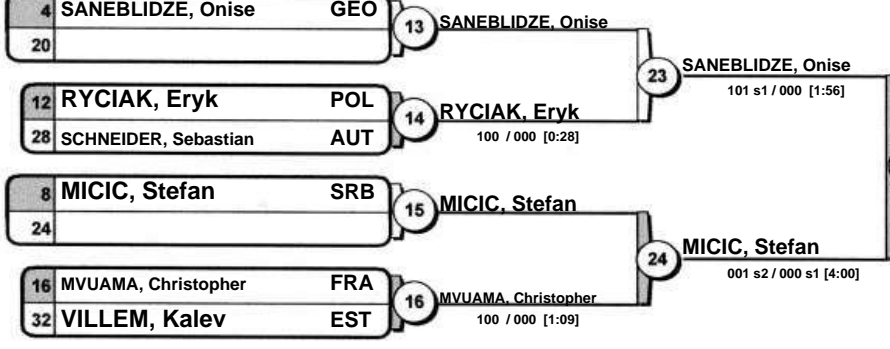 4 SANEBLIDZE, Onise GEO
20
13
SANEBLIDZE, Onise
12 RYCIAK, Eryk POL
28 SCHNEIDER, Sebastian AUT
14
RYCIAK, Eryk
100 / 000 [0:28]
23
SANEBLIDZE, Onise
101 s1 / 000 [1:56]
8 MICIC, Stefan SRB
24
15
MICIC, Stefan
16 MVUAMA, Christopher FRA
32 VILLEM, Kalev EST
16
MVUAMA, Christopher
100 / 000 [1:09]
24
MICIC, Stefan
001 s2 / 000 s1 [4:00]